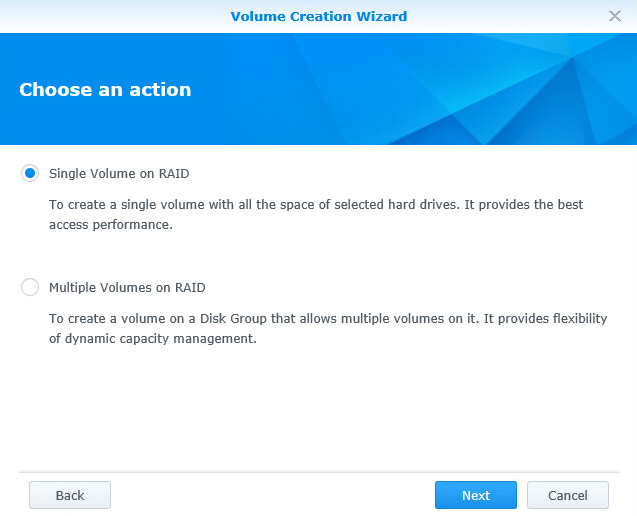 Volume Creation Wizard
Choose an action
Single Volume on RAID
To create a single volume with all the space of selected hard drives. It provides the best
access performance.
Multiple Volumes on RAID
To create a volume on a Disk Group that allows multiple volumes on it. It provides flexibility
of dynamic capacity management.
Back
Next
Cancel